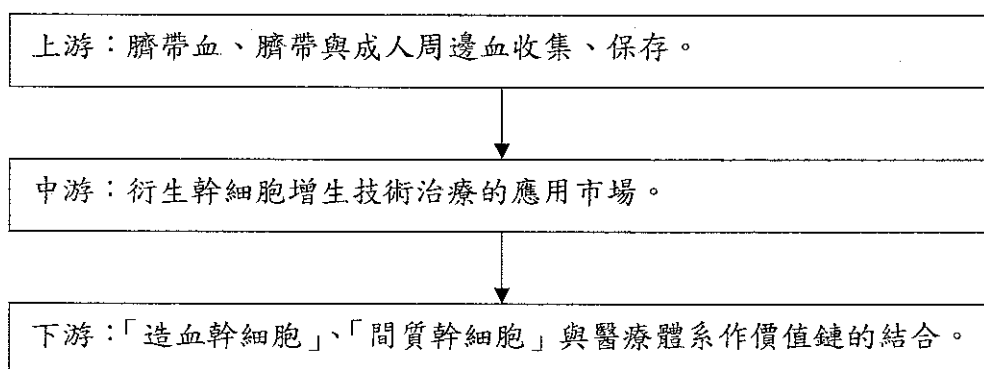 上游：臍帶血、臍帶與成人周邊血收集、保存。
中游：衍生幹細胞增生技術治療的應用市場。
下游：「造血幹細胞」、「間質幹細胞」與醫療體系作價值鏈的結合。